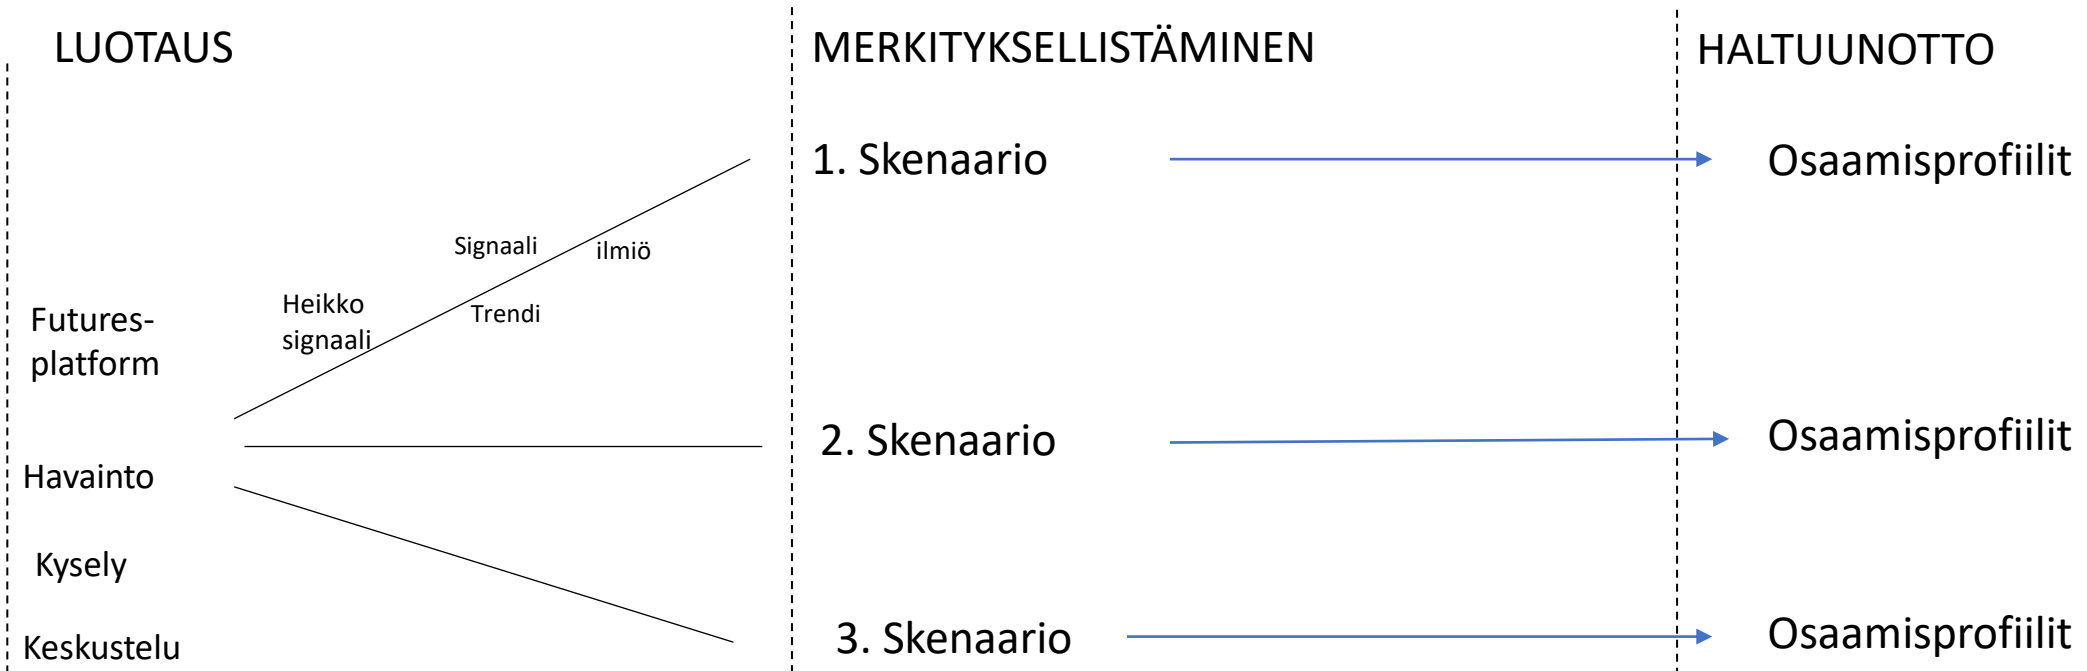 LUOTAUS
MERKITYKSELLISTÄMINEN
HALTUUNOTTO
Futures-
platform
Havainto
Kysely
Keskustelu
Heikko
signaali
Signaali
Trendi
ilmiö
1. Skenaario
Osaamisprofiilit
2. Skenaario
Osaamisprofiilit
3. Skenaario
Osaamisprofiilit